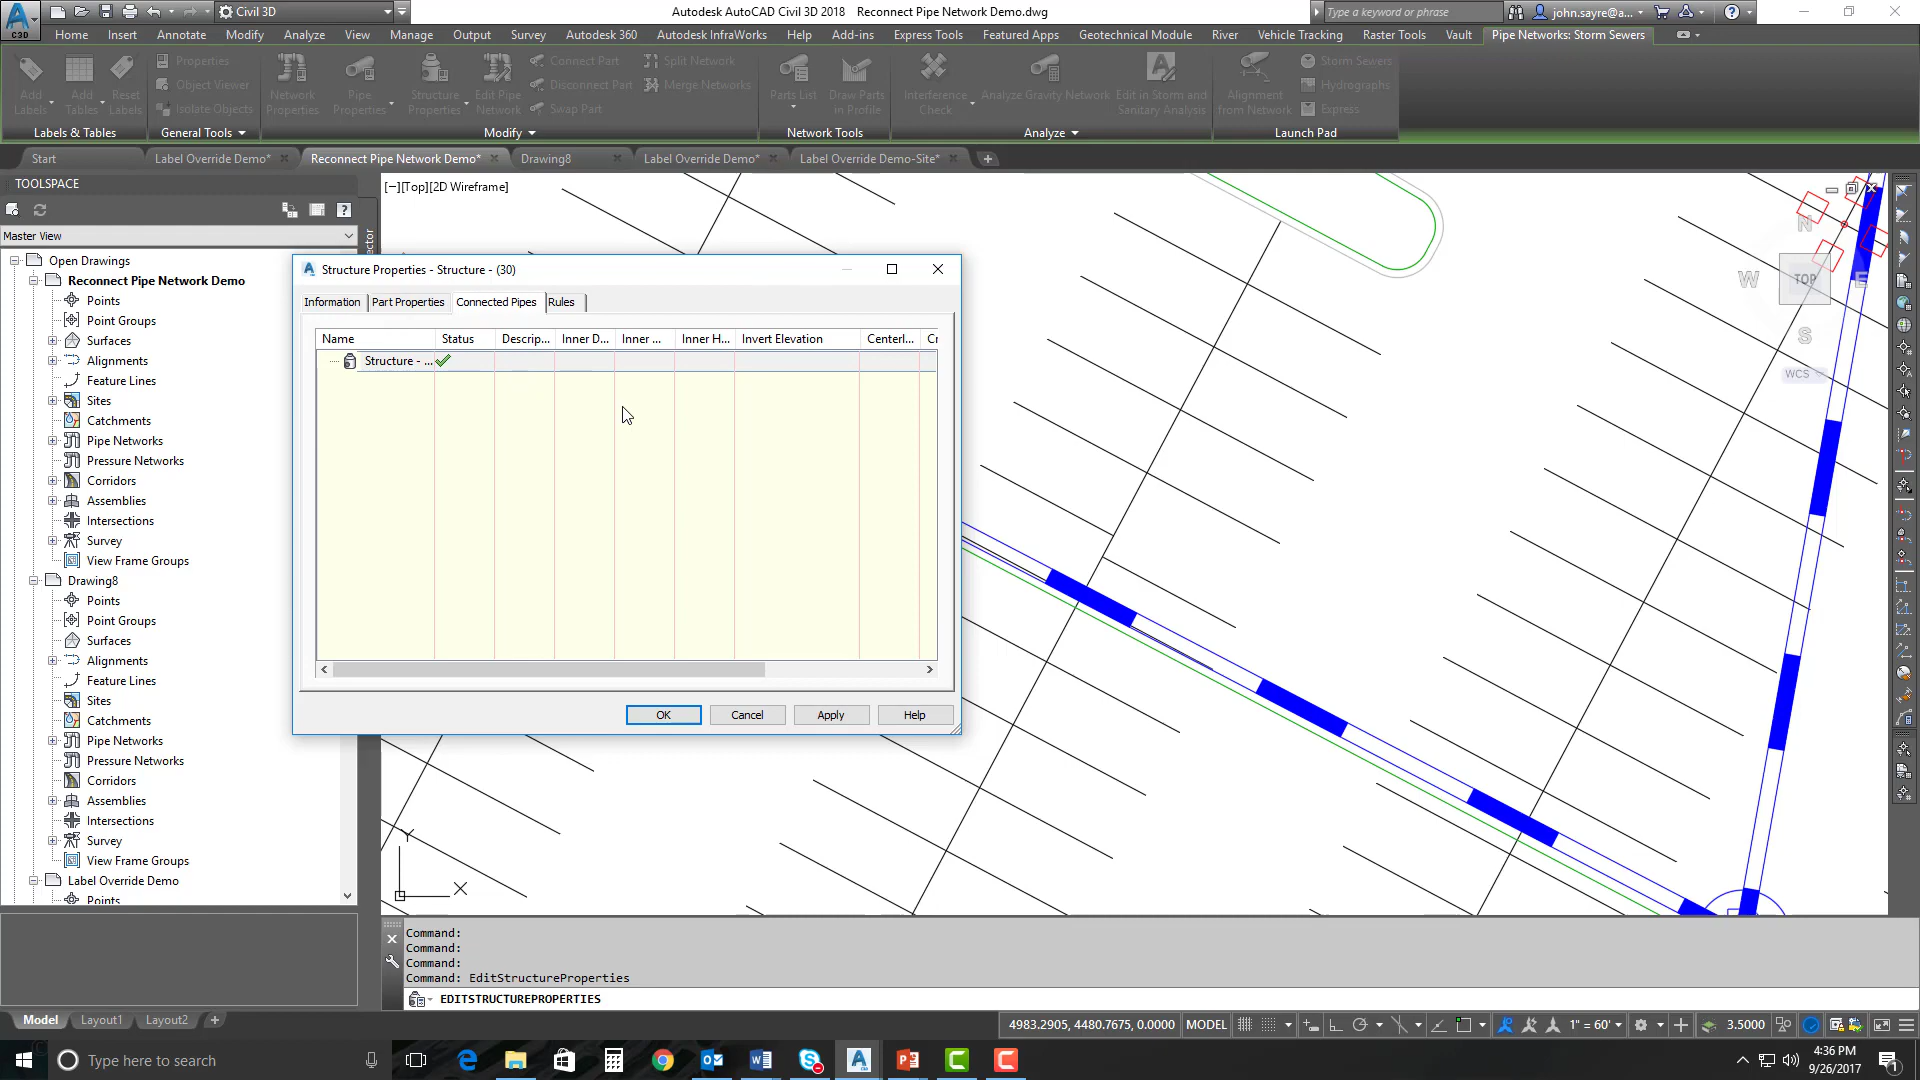 Civil 3D
Autodesk AutoCAD Civil 3D 2018 Reconnect Pipe Network Demo.dwg
Type a keyword or phrase
john.sayre@a...
C3D
Home Insert Annotate Modify Analyze View Manage Output Survey Autodesk 360 Autodesk InfraWorks Help Add-ins Express Tools Featured Apps Geotechnical Module River Vehicle Tracking Raster Tools Vault Pipe Networks: Storm Sewers
Add Labels
Add Tables
Reset Labels
Properties
Object Viewer
Isolate Objects
Network Properties
Pipe Properties
Structure Properties
Edit Pipe Network
Connect Part
Disconnect Part
Swap Part
Split Network
Merge Networks
Parts List
Draw Parts in Profile
Interference Check
Analyze Gravity Network
Edit in Storm and Sanitary Analysis
Alignment from Network
Storm Sewers
Hydrographs
Express
Labels & Tables General Tools Modify Network Tools Analyze Launch Pad
Start Label Override Demo* Reconnect Pipe Network Demo* Drawing8 Label Override Demo* Label Override Demo-Site*
TOOLSPACE
Master View
Open Drawings
Reconnect Pipe Network Demo
Points
Point Groups
Surfaces
Alignments
Feature Lines
Sites
Catchments
Pipe Networks
Pressure Networks
Corridors
Assemblies
Intersections
Survey
View Frame Groups
Drawing8
Points
Point Groups
Surfaces
Alignments
Feature Lines
Sites
Catchments
Pipe Networks
Pressure Networks
Corridors
Assemblies
Intersections
Survey
View Frame Groups
Label Override Demo
Points
[−][Top][2D Wireframe]
N
W TOP E
S
WCS
Structure Properties - Structure - (30)
Information Part Properties Connected Pipes Rules
Name Status Descrip... Inner D... Inner ... Inner H... Invert Elevation Centerl... Cr
Structure - ...
OK Cancel Apply Help
Y
X
Command:
Command:
Command:
Command: EditStructureProperties
EDITSTRUCTUREPROPERTIES
Model Layout1 Layout2
4983.2905, 4480.7675, 0.0000 MODEL 1" = 60' 3.5000
Type here to search
4:36 PM
9/26/2017